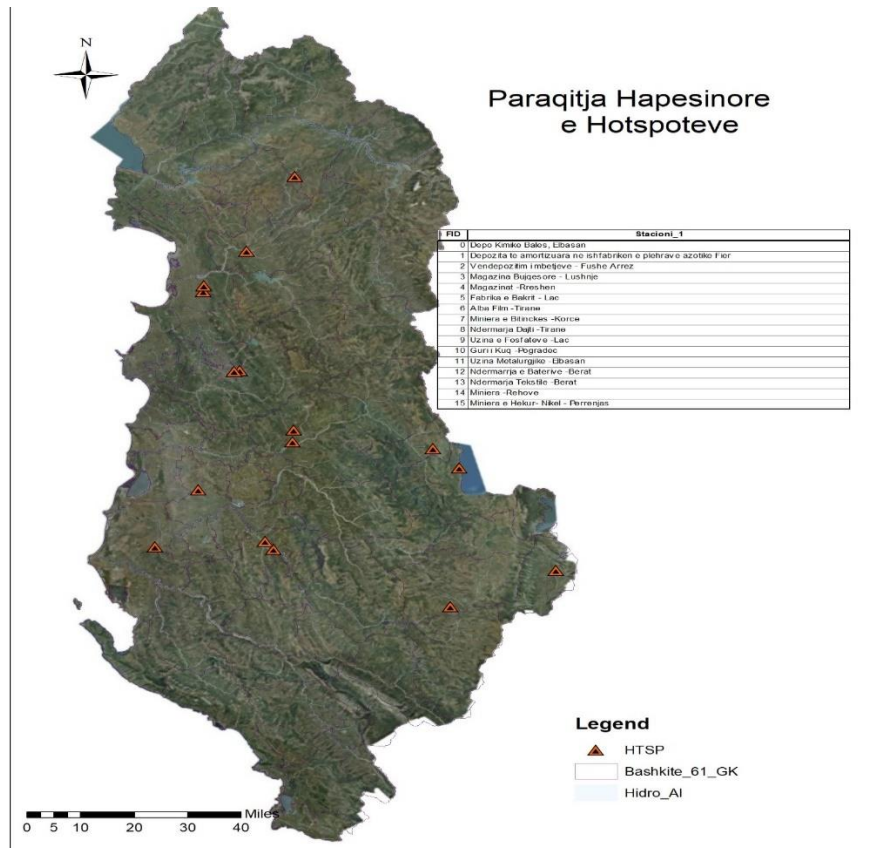 N
Paraqitja Hapesinore
e Hotspoteve
FID Stacioni_1
0 Depo Kimike Bales, Elbasan
1 Depozita te amortizuara ne ishfabriken e plehrave azotike Fier
2 Vendepozitim i mbetjeve - Fushe Arrez
3 Magazina Bujqesore - Lushnje
4 Magazinat -Rreshen
5 Fabrika e Bakrit - Lac
6 Alba Film -Tirane
7 Miniera e Bitinckes -Korce
8 Ndermarja Dajti -Tirane
9 Uzina e Fosfateve -Lac
10 Guri i Kuq -Pogradec
11 Uzina Metalurgjike -Elbasan
12 Ndermarrja e Baterive -Berat
13 Ndermarja Tekstile -Berat
14 Miniera -Rehove
15 Miniera e Hekur- Nikel - Perrenjas
Legend
HTSP
Bashkite_61_GK
Hidro_Al
Miles
0 5 10 20 30 40